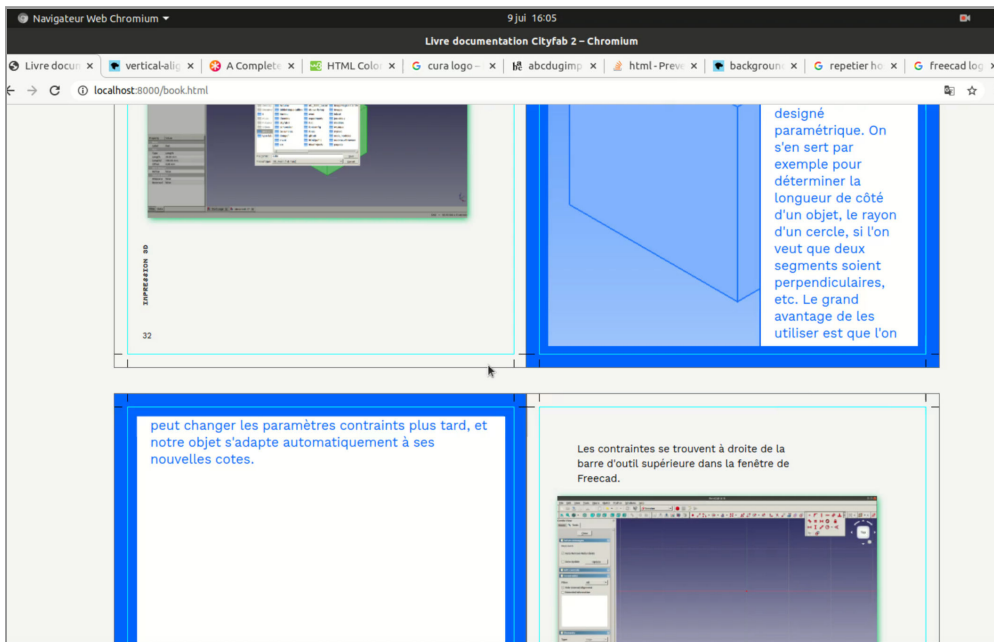 Navigateur Web Chromium
9 jui 16:05
Livre documentation Cityfab 2 – Chromium
Livre docun
vertical-alig
A Complete
HTML Colo
cura logo –
abcdugimp
html - Preve
background
repetier ho
freecad log
localhost:8000/book.html
designé
paramétrique. On
s'en sert par
exemple pour
déterminer la
longueur de côté
d'un objet, le rayon
d'un cercle, si l'on
veut que deux
segments soient
perpendiculaires,
etc. Le grand
avantage de les
utiliser est que l'on
IMPRESSION 3D
32
peut changer les paramètres contraints plus tard, et
notre objet s'adapte automatiquement à ses
nouvelles cotes.
Les contraintes se trouvent à droite de la
barre d'outil supérieure dans la fenêtre de
Freecad.